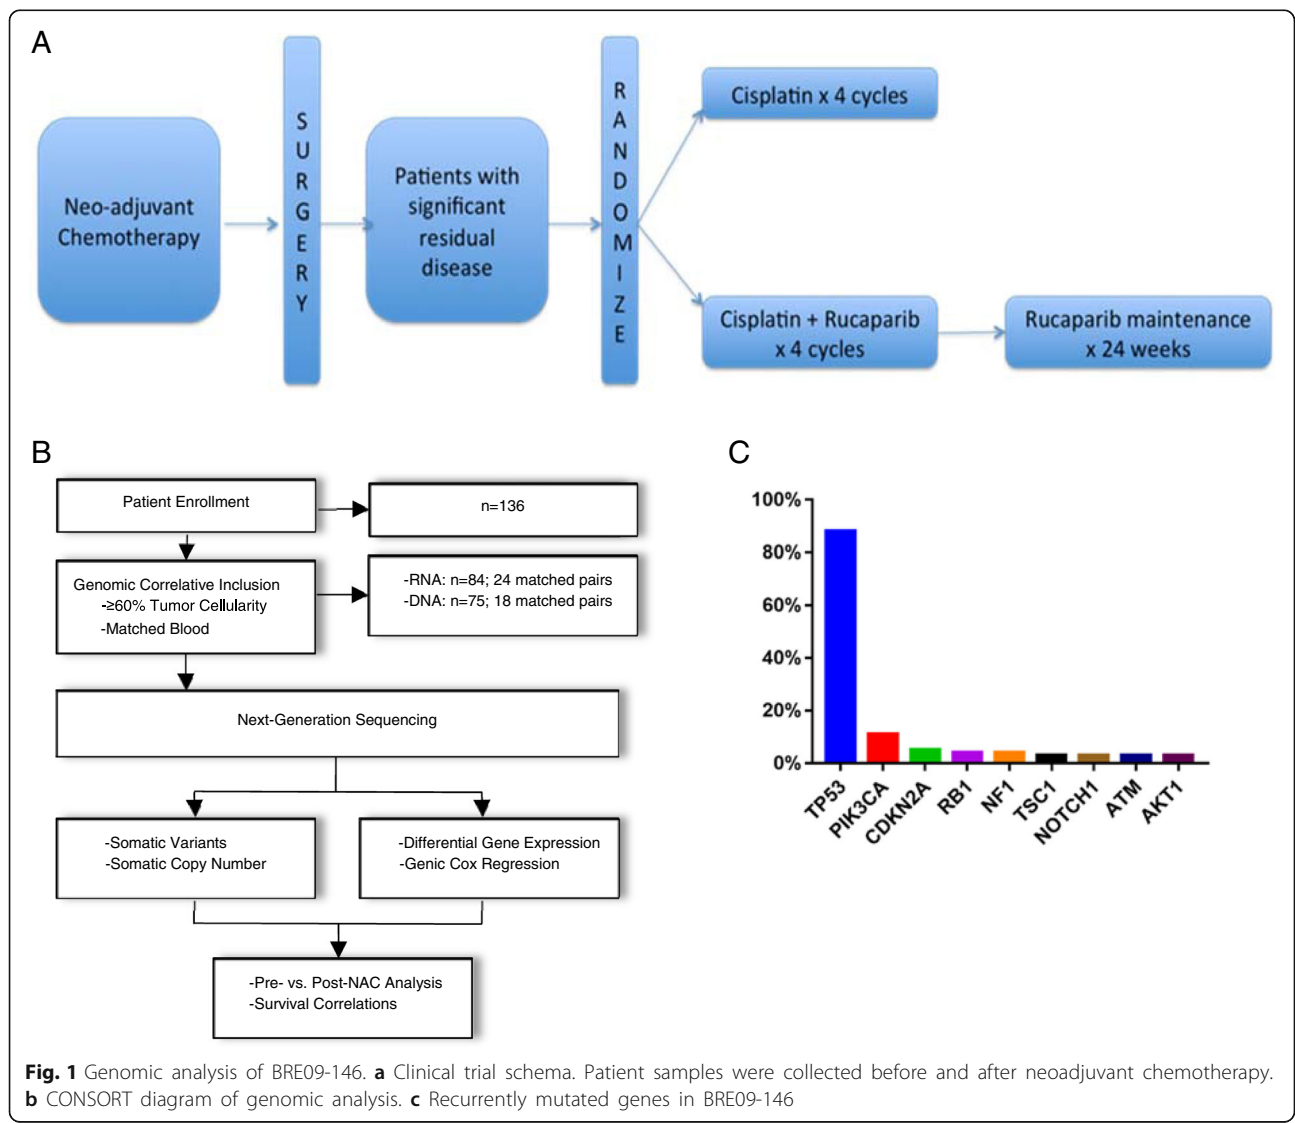 A
Neo-adjuvant
Chemotherapy
SURGERY
Patients with
significant
residual
disease
RANDOMIZE
Cisplatin x 4 cycles
Cisplatin + Rucaparib
x 4 cycles
Rucaparib maintenance
x 24 weeks
B
Patient Enrollment
n=136
Genomic Correlative Inclusion
-≥60% Tumor Cellularity
-Matched Blood
-RNA: n=84; 24 matched pairs
-DNA: n=75; 18 matched pairs
Next-Generation Sequencing
-Somatic Variants
-Somatic Copy Number
-Differential Gene Expression
-Genic Cox Regression
-Pre- vs. Post-NAC Analysis
-Survival Correlations
C
100%
80%
60%
40%
20%
0%
TP53
PIK3CA
CDKN2A
RB1
NF1
TSC1
NOTCH1
ATM
AKT1
Fig. 1 Genomic analysis of BRE09-146. a Clinical trial schema. Patient samples were collected before and after neoadjuvant chemotherapy.
b CONSORT diagram of genomic analysis. c Recurrently mutated genes in BRE09-146